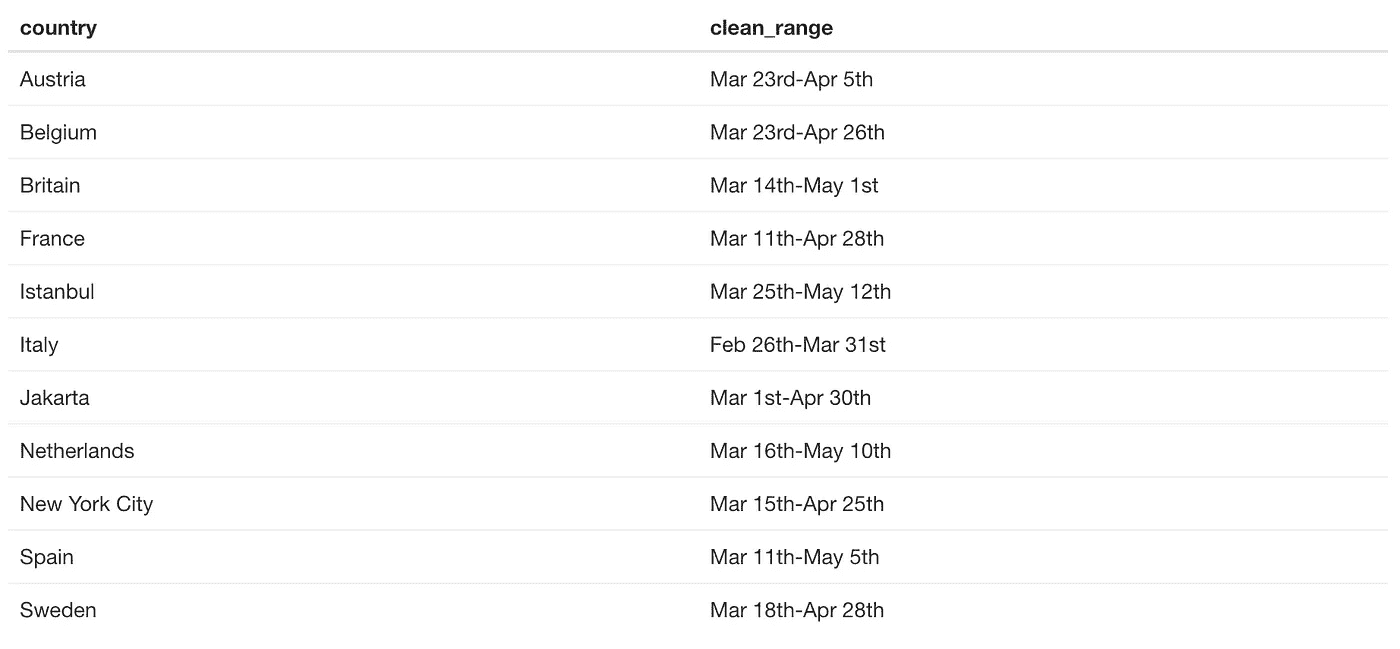 country clean_range
Austria Mar 23rd-Apr 5th
Belgium Mar 23rd-Apr 26th
Britain Mar 14th-May 1st
France Mar 11th-Apr 28th
Istanbul Mar 25th-May 12th
Italy Feb 26th-Mar 31st
Jakarta Mar 1st-Apr 30th
Netherlands Mar 16th-May 10th
New York City Mar 15th-Apr 25th
Spain Mar 11th-May 5th
Sweden Mar 18th-Apr 28th